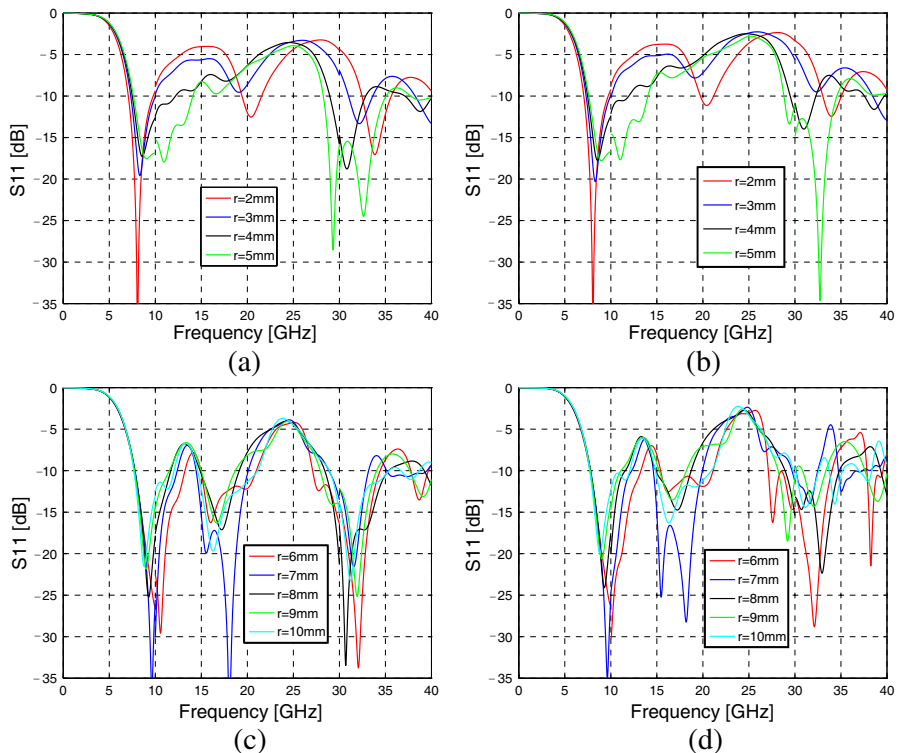 0
−5
−10
−15
−20
−25
−30
−35
S11 [dB]
r=2mm
r=3mm
r=4mm
r=5mm
0 5 10 15 20 25 30 35 40
Frequency [GHz]
(a)
0
−5
−10
−15
−20
−25
−30
−35
S11 [dB]
r=2mm
r=3mm
r=4mm
r=5mm
0 5 10 15 20 25 30 35 40
Frequency [GHz]
(b)
0
−5
−10
−15
−20
−25
−30
−35
S11 [dB]
r=6mm
r=7mm
r=8mm
r=9mm
r=10mm
0 5 10 15 20 25 30 35 40
Frequency [GHz]
(c)
0
−5
−10
−15
−20
−25
−30
−35
S11 [dB]
r=6mm
r=7mm
r=8mm
r=9mm
r=10mm
0 5 10 15 20 25 30 35 40
Frequency [GHz]
(d)